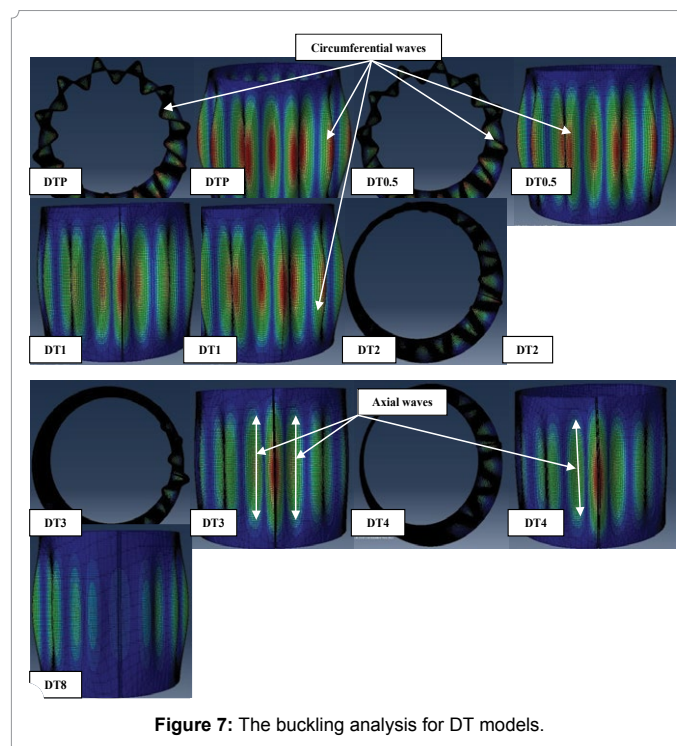 Circumferential waves
DTP
DTP
DT0.5
DT0.5
DT1
DT1
DT2
DT2
Axial waves
DT3
DT3
DT4
DT4
DT8
Figure 7: The buckling analysis for DT models.